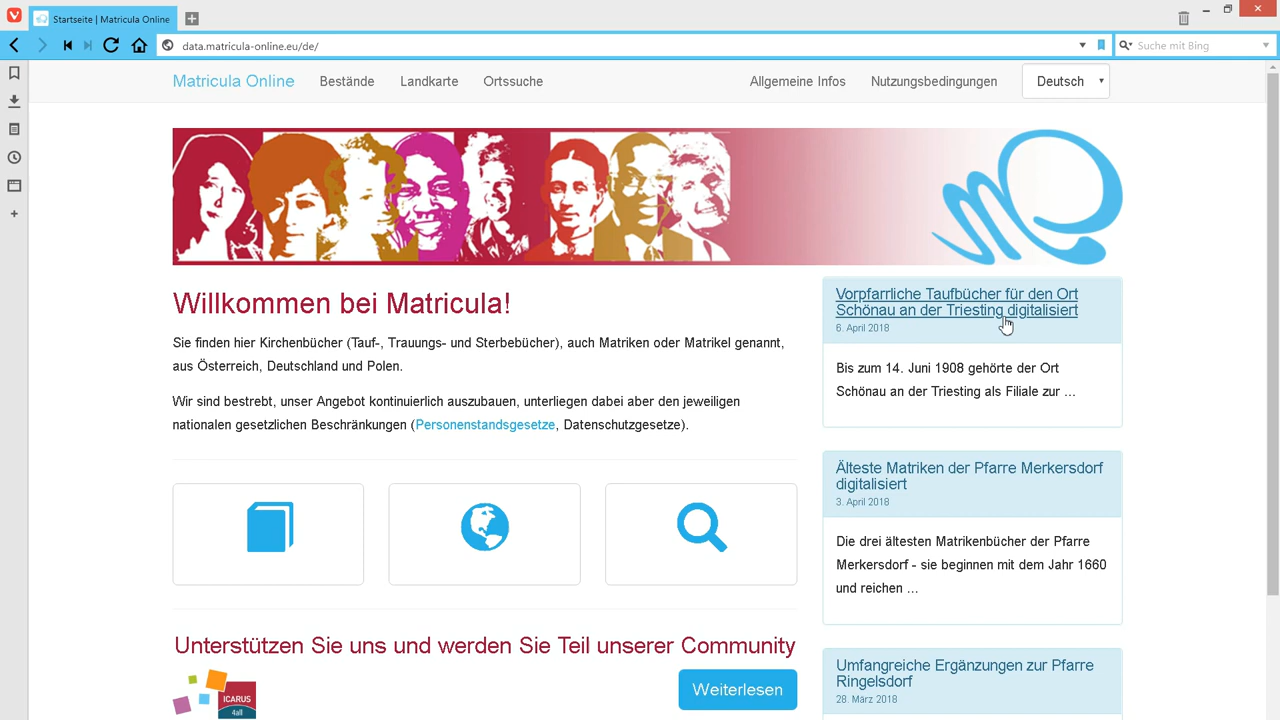 Startseite | Matricula Online
data.matricula-online.eu/de/
Suche mit Bing
Matricula Online
Bestände
Landkarte
Ortssuche
Allgemeine Infos
Nutzungsbedingungen
Deutsch
Willkommen bei Matricula!
Sie finden hier Kirchenbücher (Tauf-, Trauungs- und Sterbebücher), auch Matriken oder Matrikel genannt,
aus Österreich, Deutschland und Polen.
Wir sind bestrebt, unser Angebot kontinuierlich auszubauen, unterliegen dabei aber den jeweiligen
nationalen gesetzlichen Beschränkungen (Personenstandsgesetze, Datenschutzgesetze).
Unterstützen Sie uns und werden Sie Teil unserer Community
ICARUS
4all
Weiterlesen
Vorpfarrliche Taufbücher für den Ort
Schönau an der Triesting digitalisiert
6. April 2018
Bis zum 14. Juni 1908 gehörte der Ort
Schönau an der Triesting als Filiale zur ...
Älteste Matriken der Pfarre Merkersdorf
digitalisiert
3. April 2018
Die drei ältesten Matrikenbücher der Pfarre
Merkersdorf - sie beginnen mit dem Jahr 1660
und reichen ...
Umfangreiche Ergänzungen zur Pfarre
Ringelsdorf
28. März 2018